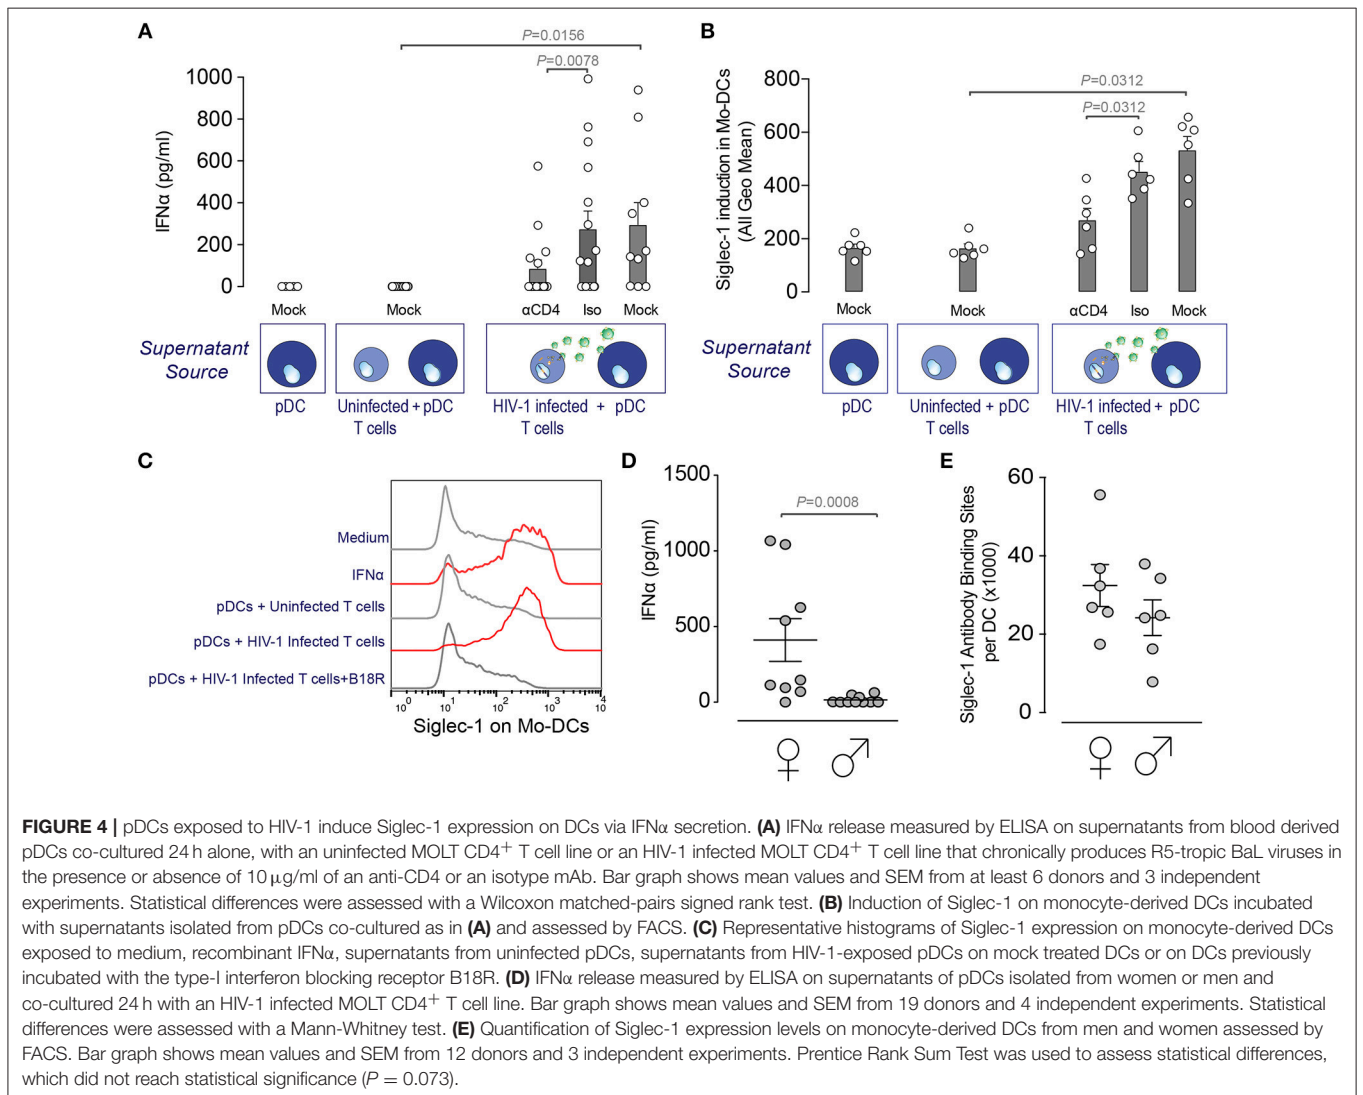 A
P=0.0156
P=0.0078
IFNα (pg/ml)
1000
800
600
400
200
0
Mock
Mock
αCD4 Iso Mock
Supernatant
Source
pDC
Uninfected + pDC
T cells
HIV-1 infected + pDC
T cells
B
P=0.0312
P=0.0312
Siglec-1 induction in Mo-DCs
(All Geo Mean)
800
600
400
200
0
Mock
Mock
αCD4 Iso Mock
Supernatant
Source
pDC
Uninfected + pDC
T cells
HIV-1 infected + pDC
T cells
C
Medium
IFNα
pDCs + Uninfected T cells
pDCs + HIV-1 Infected T cells
pDCs + HIV-1 Infected T cells+B18R
10^0 10^1 10^2 10^3 10^4
Siglec-1 on Mo-DCs
D
IFNα (pg/ml)
1500
1000
500
0
P=0.0008
♀ ♂
E
Siglec-1 Antibody Binding Sites
per DC (x1000)
60
40
20
0
♀ ♂
FIGURE 4 | pDCs exposed to HIV-1 induce Siglec-1 expression on DCs via IFNα secretion. (A) IFNα release measured by ELISA on supernatants from blood derived
pDCs co-cultured 24 h alone, with an uninfected MOLT CD4+ T cell line or an HIV-1 infected MOLT CD4+ T cell line that chronically produces R5-tropic BaL viruses in
the presence or absence of 10 μg/ml of an anti-CD4 or an isotype mAb. Bar graph shows mean values and SEM from at least 6 donors and 3 independent
experiments. Statistical differences were assessed with a Wilcoxon matched-pairs signed rank test. (B) Induction of Siglec-1 on monocyte-derived DCs incubated
with supernatants isolated from pDCs co-cultured as in (A) and assessed by FACS. (C) Representative histograms of Siglec-1 expression on monocyte-derived DCs
exposed to medium, recombinant IFNα, supernatants from uninfected pDCs, supernatants from HIV-1-exposed pDCs on mock treated DCs or on DCs previously
incubated with the type-I interferon blocking receptor B18R. (D) IFNα release measured by ELISA on supernatants of pDCs isolated from women or men and
co-cultured 24 h with an HIV-1 infected MOLT CD4+ T cell line. Bar graph shows mean values and SEM from 19 donors and 4 independent experiments. Statistical
differences were assessed with a Mann-Whitney test. (E) Quantification of Siglec-1 expression levels on monocyte-derived DCs from men and women assessed by
FACS. Bar graph shows mean values and SEM from 12 donors and 3 independent experiments. Prentice Rank Sum Test was used to assess statistical differences,
which did not reach statistical significance (P = 0.073).